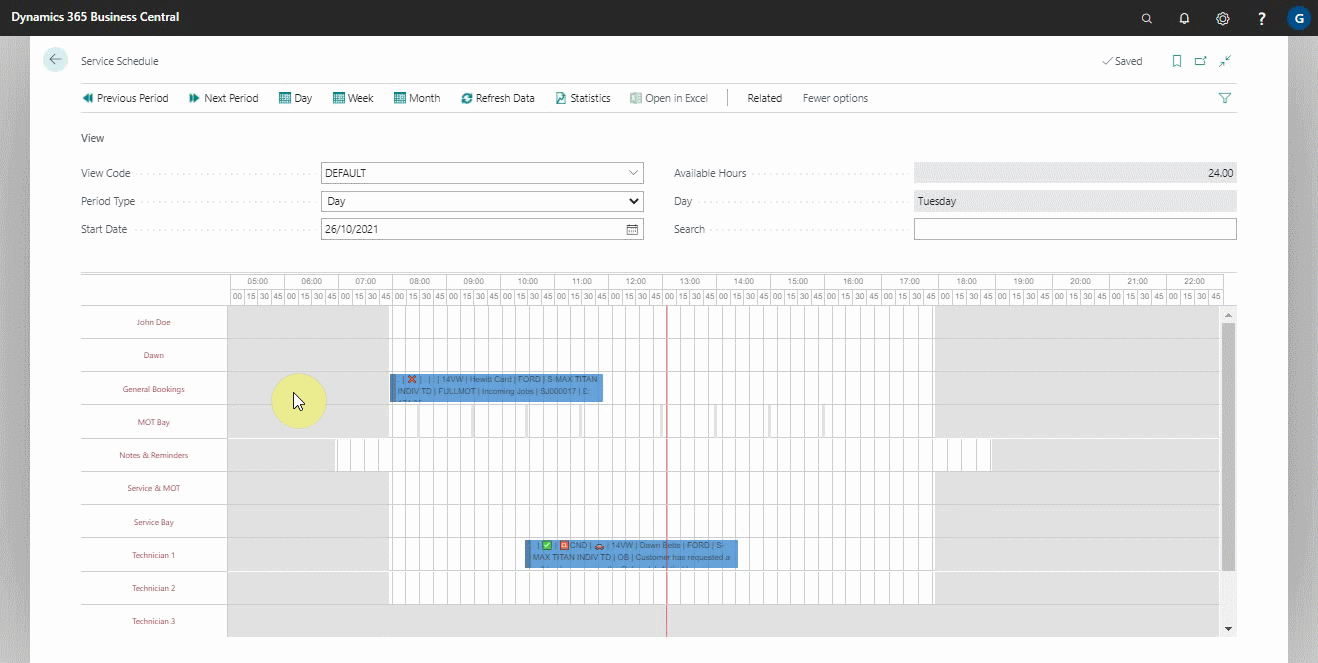 Dynamics 365 Business Central
? G
Service Schedule
Saved
Previous Period Next Period Day Week Month Refresh Data Statistics Open in Excel Related Fewer options
View
View Code DEFAULT Available Hours 24.00
Period Type Day Day Tuesday
Start Date 26/10/2021 Search
05:00 06:00 07:00 08:00 09:00 10:00 11:00 12:00 13:00 14:00 15:00 16:00 17:00 18:00 19:00 20:00 21:00 22:00
00 15 30 45 00 15 30 45 00 15 30 45 00 15 30 45 00 15 30 45 00 15 30 45 00 15 30 45 00 15 30 45 00 15 30 45 00 15 30 45 00 15 30 45 00 15 30 45 00 15 30 45 00 15 30 45 00 15 30 45 00 15 30 45 00 15 30 45 00 15 30 45
John Doe
Dawn
General Bookings
| 14VW | Hewitt Card | FORD | S-MAX TITAN
INDIV TD | FULLMOT | Incoming Jobs | SJ000017 | £
MOT Bay
Notes & Reminders
Service & MOT
Service Bay
Technician 1
CND | | 14VW | Dawn Bette | FORD | S-
MAX TITAN INDIV TD | OB | Customer has requested a
Technician 2
Technician 3